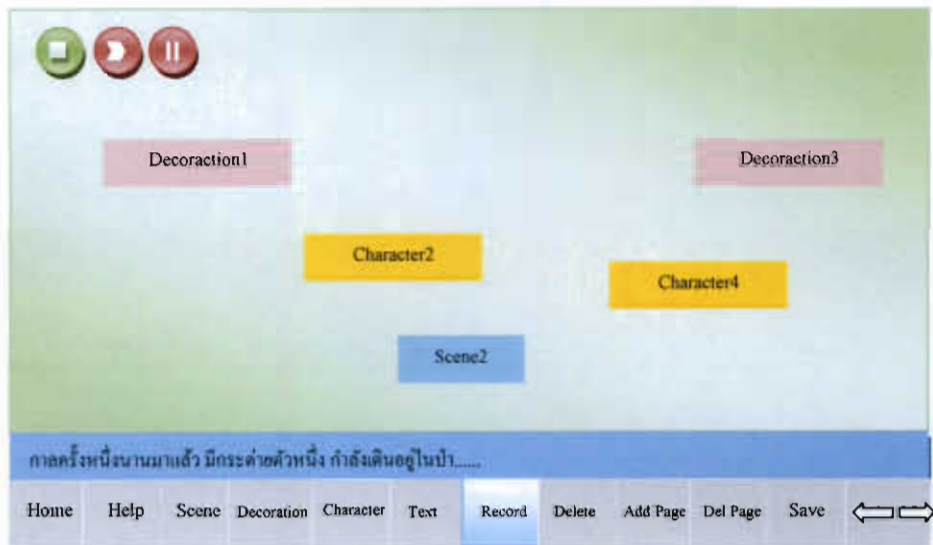 Decoraction1
Decoraction3
Character2
Character4
Scene2
กาลครั้งหนึ่งนานมาแล้ว มีกระต่ายตัวหนึ่ง กำลังเดินอยู่ในป่า......
Home Help Scene Decoration Character Text Record Delete Add Page Del Page Save